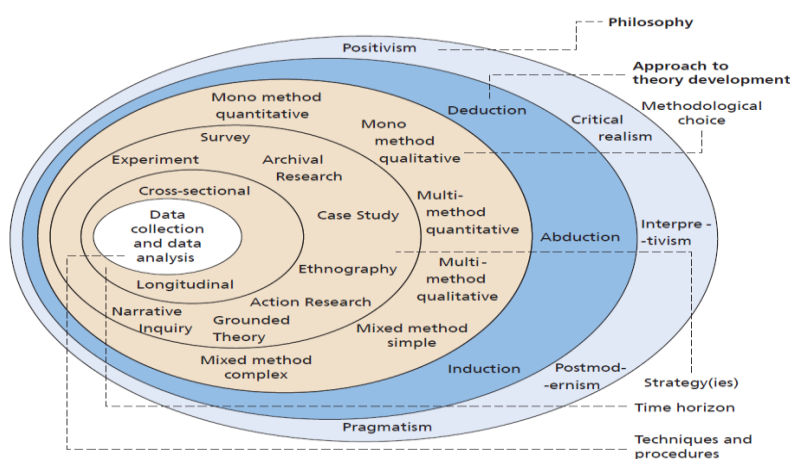 Philosophy
Positivism
Approach to
theory development
Mono method
quantitative
Deduction
Methodological
choice
Critical
realism
Mono
method
qualitative
Survey
Experiment
Archival
Research
Cross-sectional
Multi-
method
quantitative
Data
collection
and data
analysis
Case Study
Interpre -
-tivism
Abduction
Ethnography
Multi-
method
qualitative
Longitudinal
Action Research
Narrative
Inquiry
Grounded
Theory
Mixed method
simple
Mixed method
complex
Induction
Postmod-
-ernism
Strategy(ies)
Time horizon
Pragmatism
Techniques and
procedures